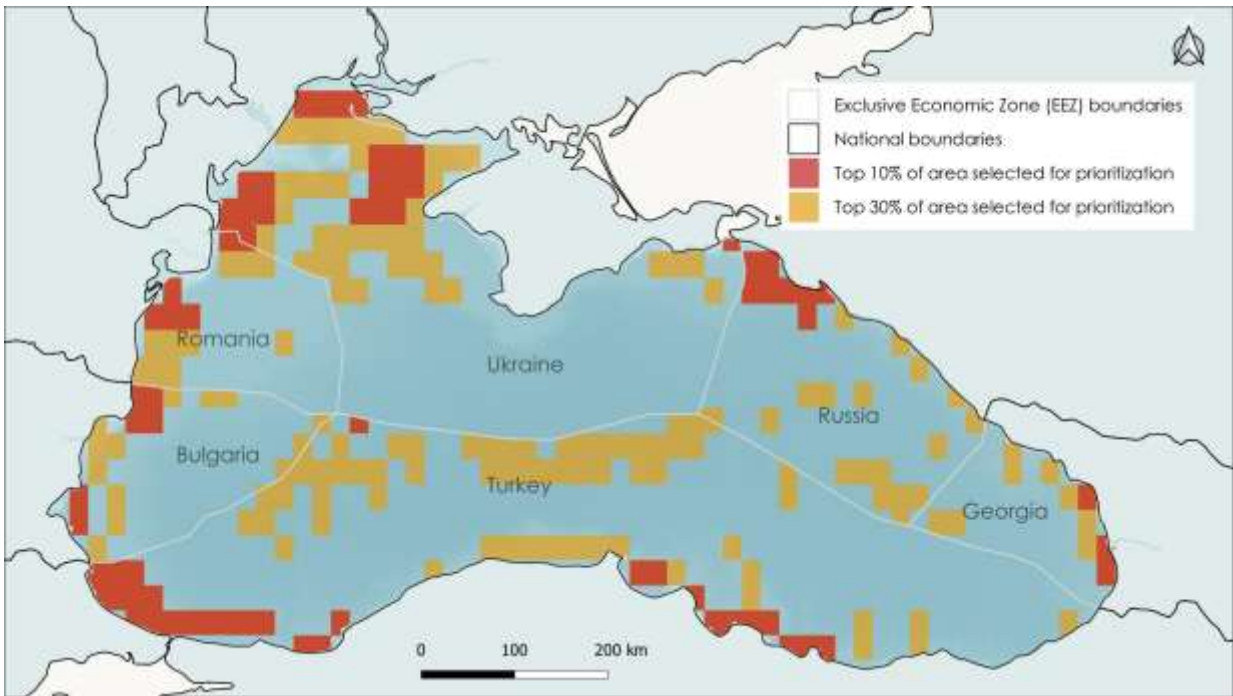 Exclusive Economic Zone (EEZ) boundaries
National boundaries
Top 10% of area selected for prioritization
Top 30% of area selected for prioritization
Romania
Ukraine
Russia
Bulgaria
Turkey
Georgia
0 100 200 km